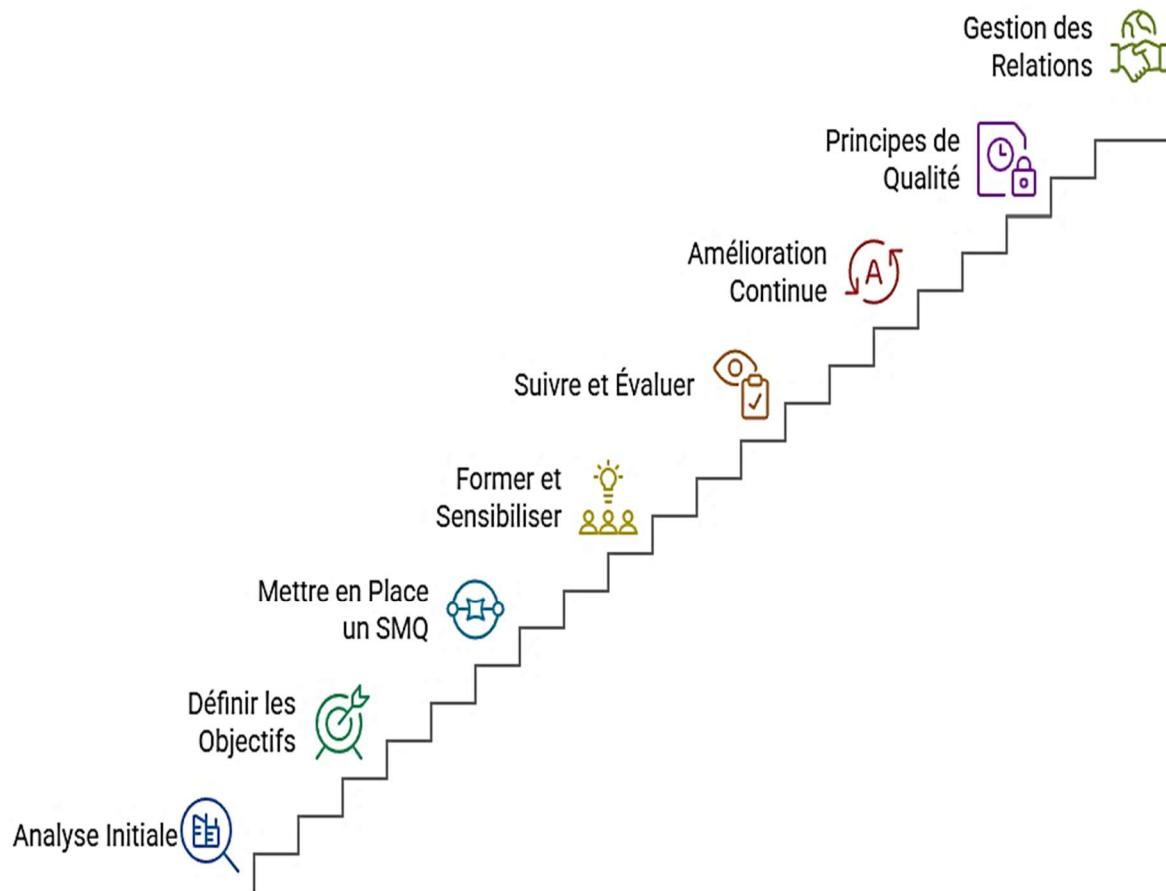 Gestion des
Relations
Principes de
Qualité
Amélioration
Continue
Suivre et Évaluer
A
Former et
Sensibiliser
Mettre en Place
un SMQ
Définir les
Objectifs
Analyse Initiale